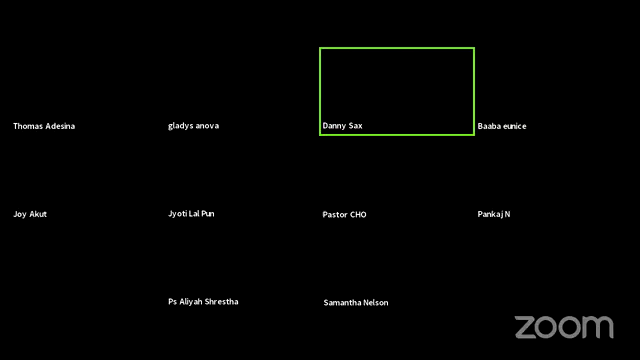 Thomas Adesina
gladys anova
Danny Sax
Baaba eunice
Joy Akut
Jyoti Lal Pun
Pastor CHO
Pankaj N
Ps Aliyah Shrestha
Samantha Nelson
zoom